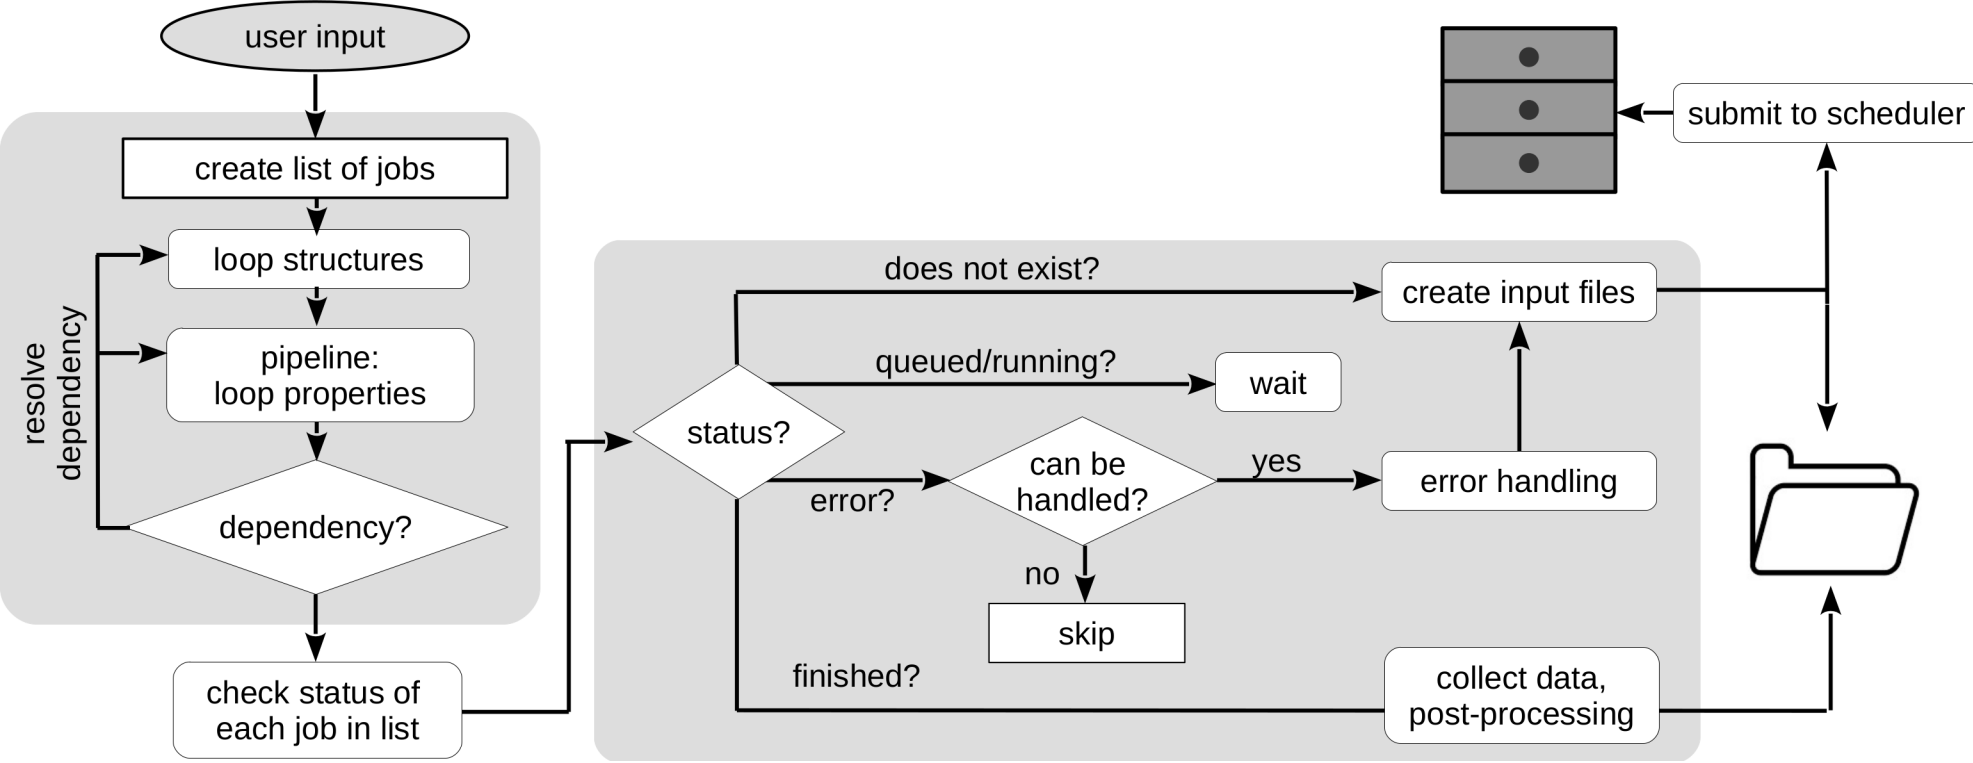 user input
create list of jobs
loop structures
pipeline:
loop properties
resolve
dependency
dependency?
check status of
each job in list
status?
does not exist?
queued/running?
wait
error?
can be
handled?
yes
no
skip
error handling
create input files
submit to scheduler
finished?
collect data,
post-processing